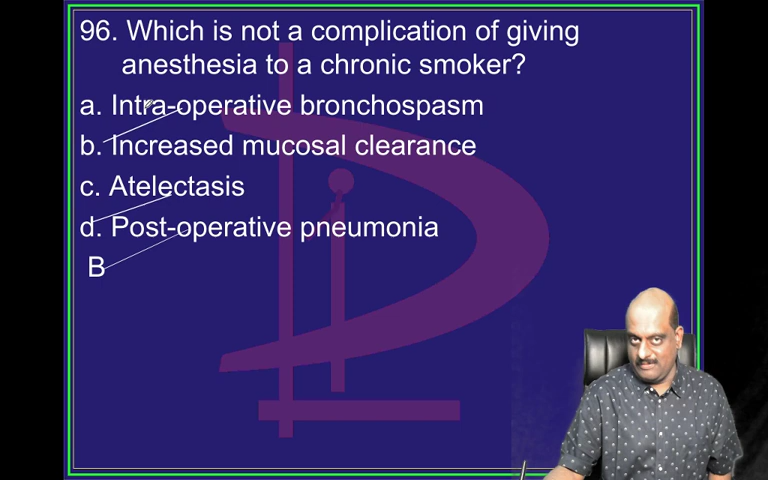 96. Which is not a complication of giving
anesthesia to a chronic smoker?
a. Intra-operative bronchospasm
b. Increased mucosal clearance
c. Atelectasis
d. Post-operative pneumonia
B